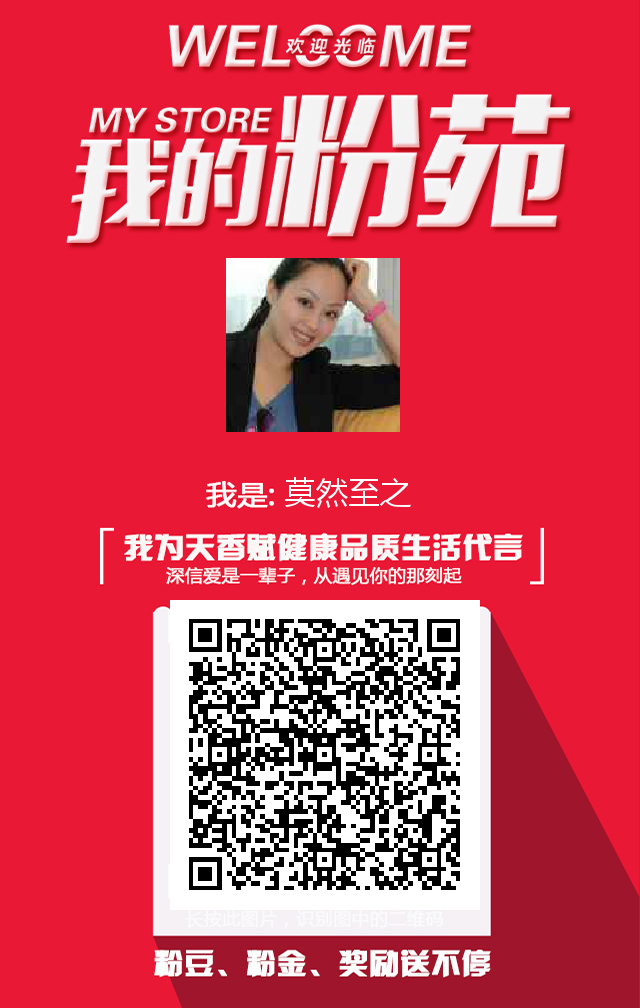 WELCOME
欢迎光临
MY STORE
我的粉苑
我是: 莫然至之
我为天香赋健康品质生活代言
深信爱是一辈子，从遇见你的那刻起
长按此图片，识别图中的二维码
粉豆、粉金、奖励送不停